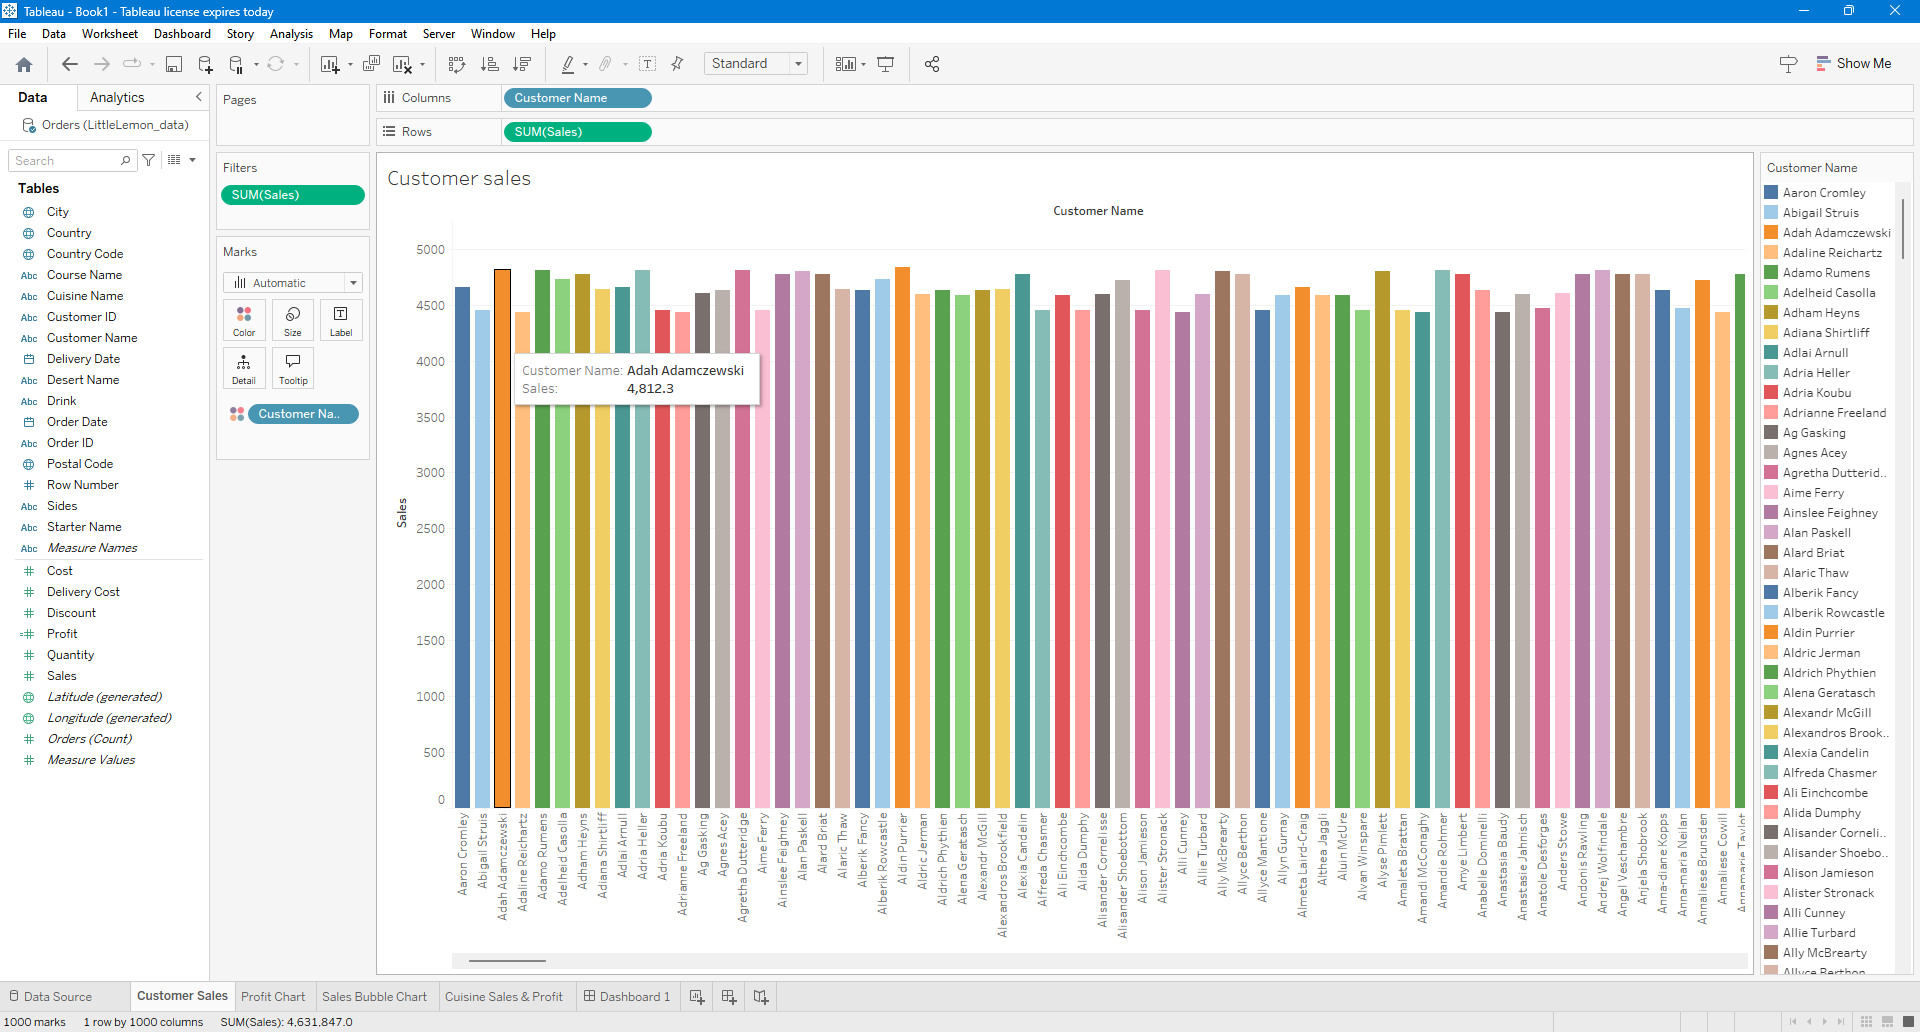 Tableau - Book1 - Tableau license expires today
File Data Worksheet Dashboard Story Analysis Map Format Server Window Help
Standard
Show Me
Data Analytics
Orders (LittleLemon_data)
Search
Tables
City
Country
Country Code
Abc Course Name
Abc Cuisine Name
Abc Customer ID
Abc Customer Name
Delivery Date
Abc Desert Name
Abc Drink
Order Date
Abc Order ID
Postal Code
Row Number
Abc Sides
Abc Starter Name
Abc Measure Names
Cost
Delivery Cost
Discount
Profit
Quantity
Sales
Latitude (generated)
Longitude (generated)
Orders (Count)
Measure Values
Pages
Filters
SUM(Sales)
Marks
Automatic
Color Size Label
Detail Tooltip
Customer Na..
Columns Customer Name
Rows SUM(Sales)
Customer sales
Customer Name
5000
4500
4000
3500
3000
2500
2000
1500
1000
500
0
Sales
Customer Name: Adah Adamczewski
Sales: 4,812.3
Aaron Cromley
Abigail Struis
Adah Adamczewski
Adaline Reichartz
Adamo Rumens
Adelheid Casolla
Adham Heyns
Adiana Shirtliff
Adlai Arnull
Adria Heller
Adria Koubu
Adrianne Freeland
Ag Gasking
Agnes Acey
Agretha Dutteridge
Aime Ferry
Ainslee Feighney
Alan Paskell
Alard Briat
Alaric Thaw
Alberik Fancy
Alberik Rowcastle
Aldin Purrier
Aldric Jerman
Aldrich Phythien
Alena Geratasch
Alexandr McGill
Alexandros Brookfield
Alexia Candelin
Alfreda Chasmer
Ali Einchcombe
Alida Dumphy
Alisander Cornelisse
Alisander Shoebottom
Alison Jamieson
Alister Stronack
Alli Cunney
Allie Turbard
Ally McBrearty
Allyce Berthon
Allyce Mantione
Allyn Gurnay
Almeta Laird-Craig
Althea Jaggli
Aluin McUre
Alvan Winspare
Alyse Pimlett
Amaleta Brattan
Amandi McConaghy
Amandie Rohmer
Amye Limbert
Anabelle Dominelli
Anastasia Baudy
Anastasie Jahnisch
Anatole Desforges
Anders Stowe
Andonis Rawling
Andrej Wolfindale
Angel Veschambre
Anjela Shobrook
Anna-diane Kopps
Anna-maria Neilan
Annaliese Brunsden
Annaliese Cowill
Annamarie Taylot
Customer Name
Aaron Cromley
Abigail Struis
Adah Adamczewski
Adaline Reichartz
Adamo Rumens
Adelheid Casolla
Adham Heyns
Adiana Shirtliff
Adlai Arnull
Adria Heller
Adria Koubu
Adrianne Freeland
Ag Gasking
Agnes Acey
Agretha Dutterid..
Aime Ferry
Ainslee Feighney
Alan Paskell
Alard Briat
Alaric Thaw
Alberik Fancy
Alberik Rowcastle
Aldin Purrier
Aldric Jerman
Aldrich Phythien
Alena Geratasch
Alexandr McGill
Alexandros Brook..
Alexia Candelin
Alfreda Chasmer
Ali Einchcombe
Alida Dumphy
Alisander Corneli..
Alisander Shoebo..
Alison Jamieson
Alister Stronack
Alli Cunney
Allie Turbard
Ally McBrearty
Allyce Berthon
Data Source Customer Sales Profit Chart Sales Bubble Chart Cuisine Sales & Profit Dashboard 1
1000 marks 1 row by 1000 columns SUM(Sales): 4,631,847.0